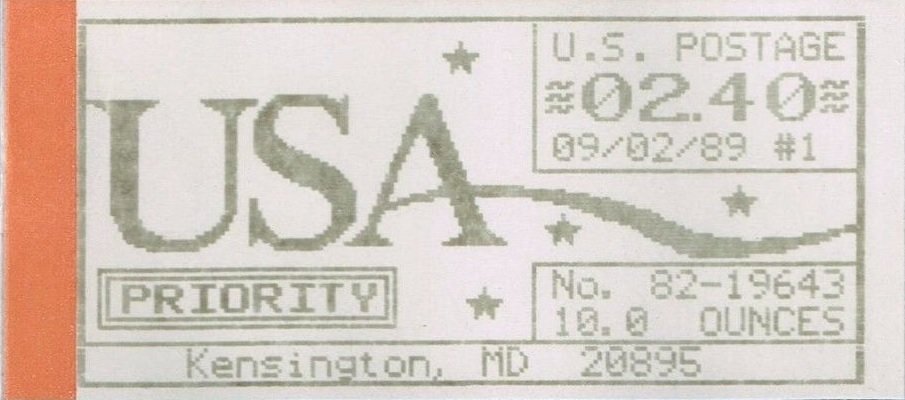 USA
U.S. POSTAGE
02.40
09/02/89 #1
PRIORITY
No. 82-19643
10.0 OUNCES
Kensington, MD 20895